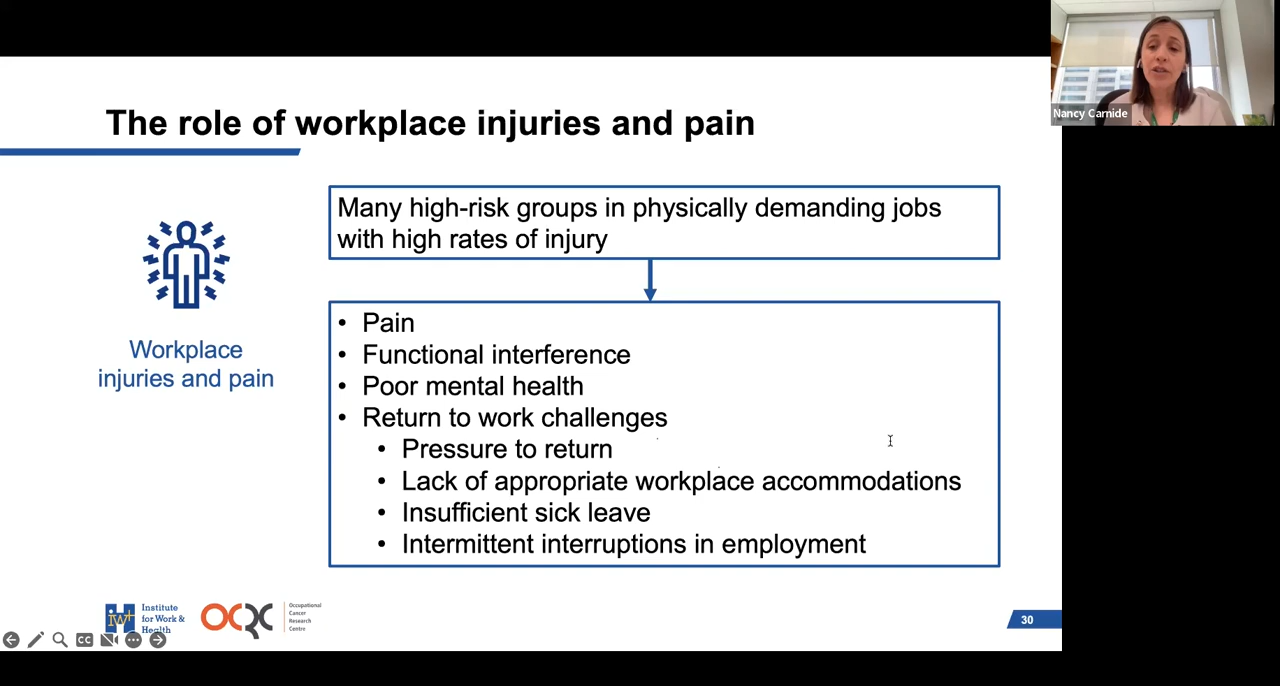 The role of workplace injuries and pain
Nancy Carnide
Many high-risk groups in physically demanding jobs
with high rates of injury
Workplace
injuries and pain
• Pain
• Functional interference
• Poor mental health
• Return to work challenges
• Pressure to return
• Lack of appropriate workplace accommodations
• Insufficient sick leave
• Intermittent interruptions in employment
iw+
Institute
for Work &
Health
OCRC
Occupational
Cancer
Research
Centre
CC
30